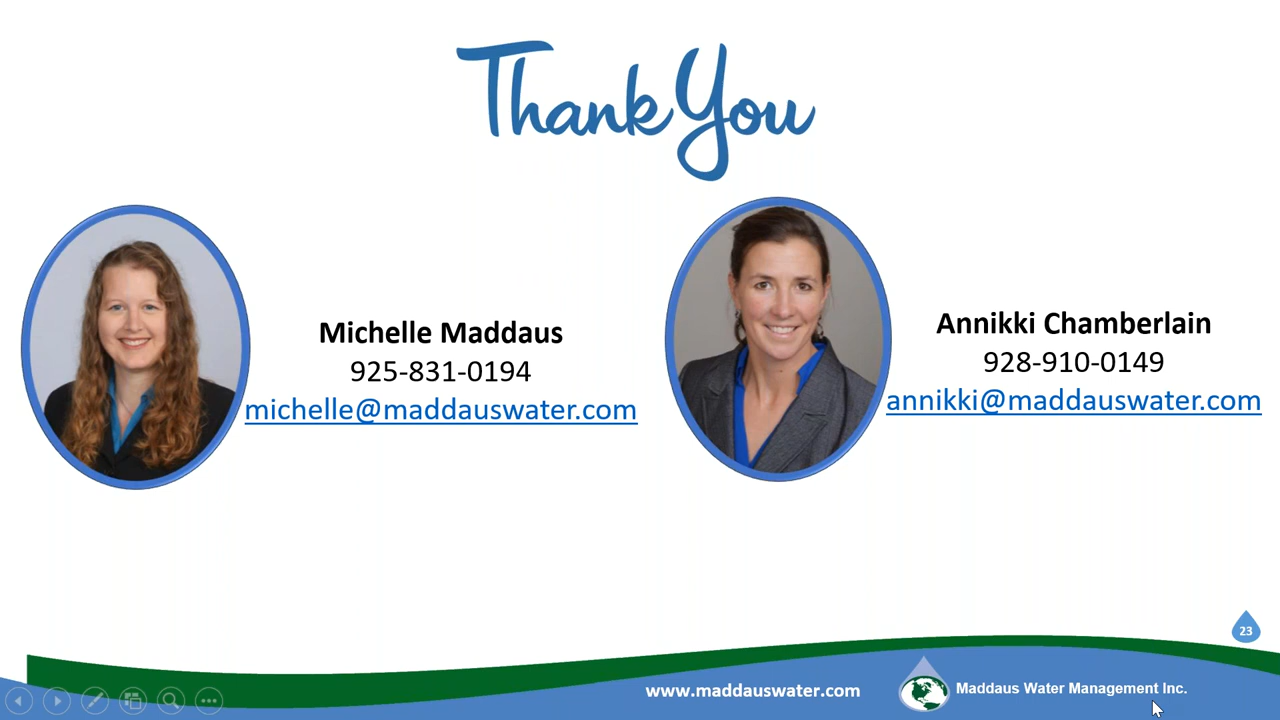 Thank You
Michelle Maddaus
925-831-0194
michelle@maddauswater.com
Annikki Chamberlain
928-910-0149
annikki@maddauswater.com
23
www.maddauswater.com
Maddaus Water Management Inc.